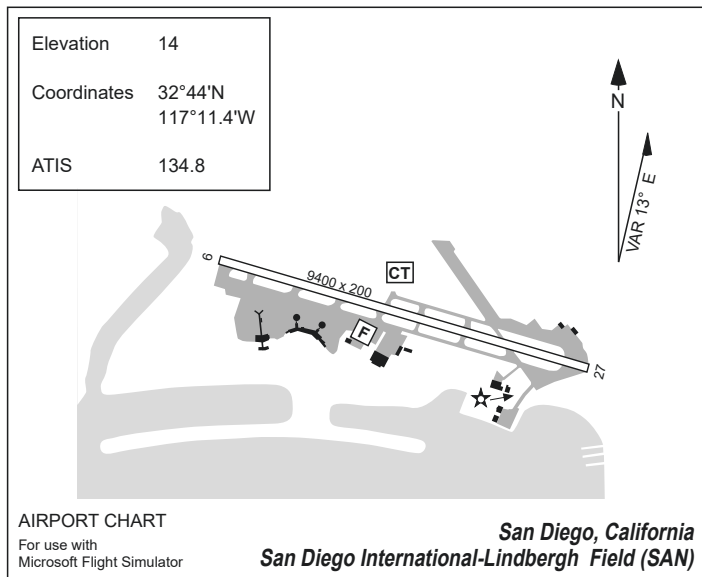 Elevation 14
Coordinates 32°44'N
117°11.4'W
ATIS 134.8
N
VAR 13° E
9
9400 x 200
CT
F
27
AIRPORT CHART
For use with
Microsoft Flight Simulator
San Diego, California
San Diego International-Lindbergh Field (SAN)